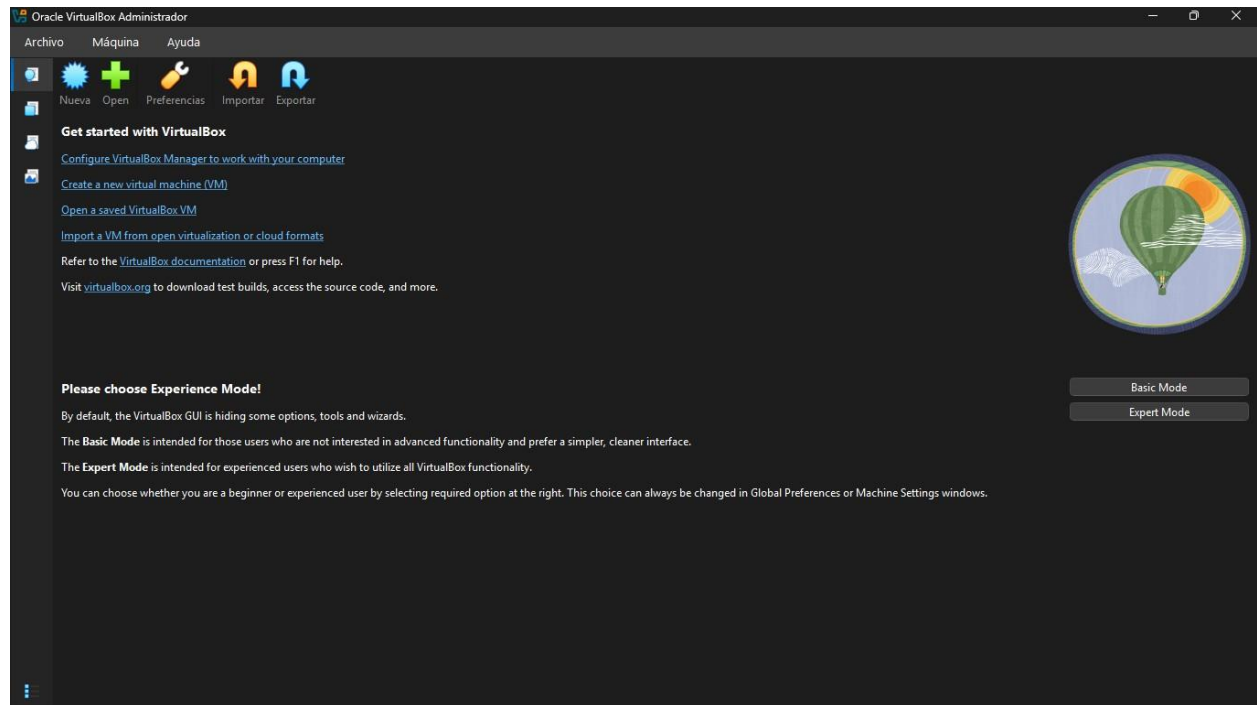 Oracle VirtualBox Administrador
Archivo Máquina Ayuda
Nueva Open Preferencias Importar Exportar
Get started with VirtualBox
Configure VirtualBox Manager to work with your computer
Create a new virtual machine (VM)
Open a saved VirtualBox VM
Import a VM from open virtualization or cloud formats
Refer to the VirtualBox documentation or press F1 for help.
Visit virtualbox.org to download test builds, access the source code, and more.
Please choose Experience Mode!
Basic Mode
By default, the VirtualBox GUI is hiding some options, tools and wizards.
Expert Mode
The Basic Mode is intended for those users who are not interested in advanced functionality and prefer a simpler, cleaner interface.
The Expert Mode is intended for experienced users who wish to utilize all VirtualBox functionality.
You can choose whether you are a beginner or experienced user by selecting required option at the right. This choice can always be changed in Global Preferences or Machine Settings windows.